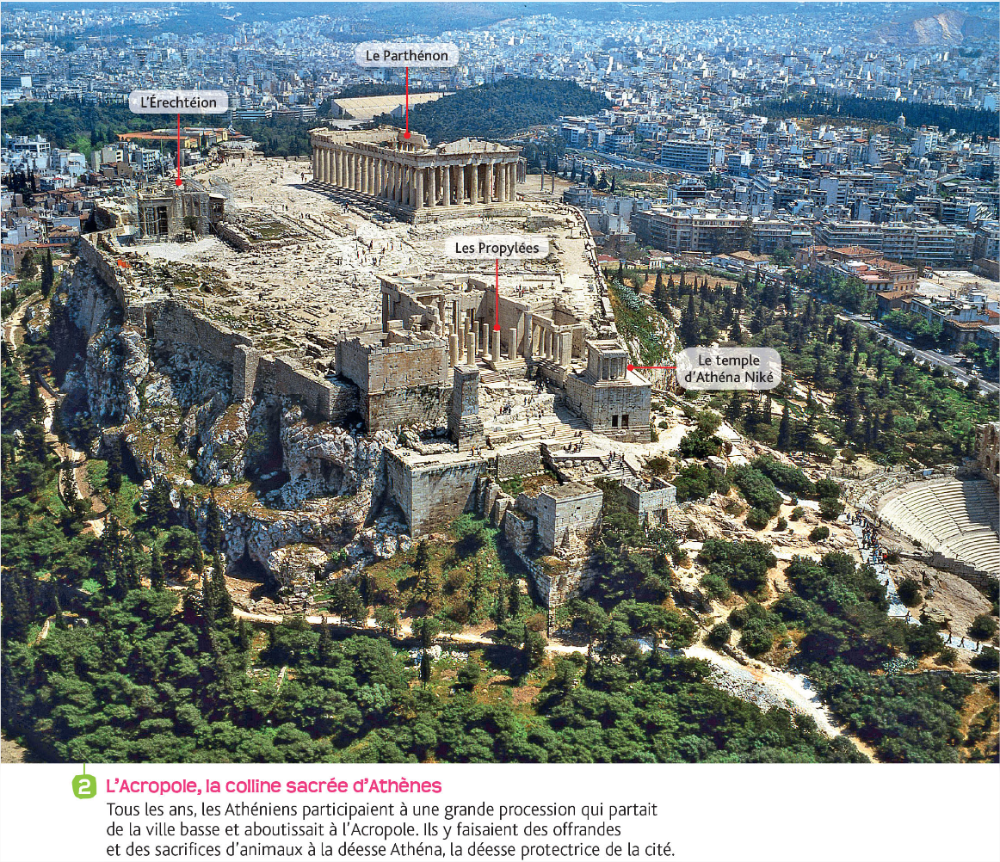 Le Parthénon
L'Érechtéion
Les Propylées
Le temple
d'Athéna Niké
2 L'Acropole, la colline sacrée d'Athènes
Tous les ans, les Athéniens participaient à une grande procession qui partait
de la ville basse et aboutissait à l'Acropole. Ils y faisaient des offrandes
et des sacrifices d'animaux à la déesse Athéna, la déesse protectrice de la cité.